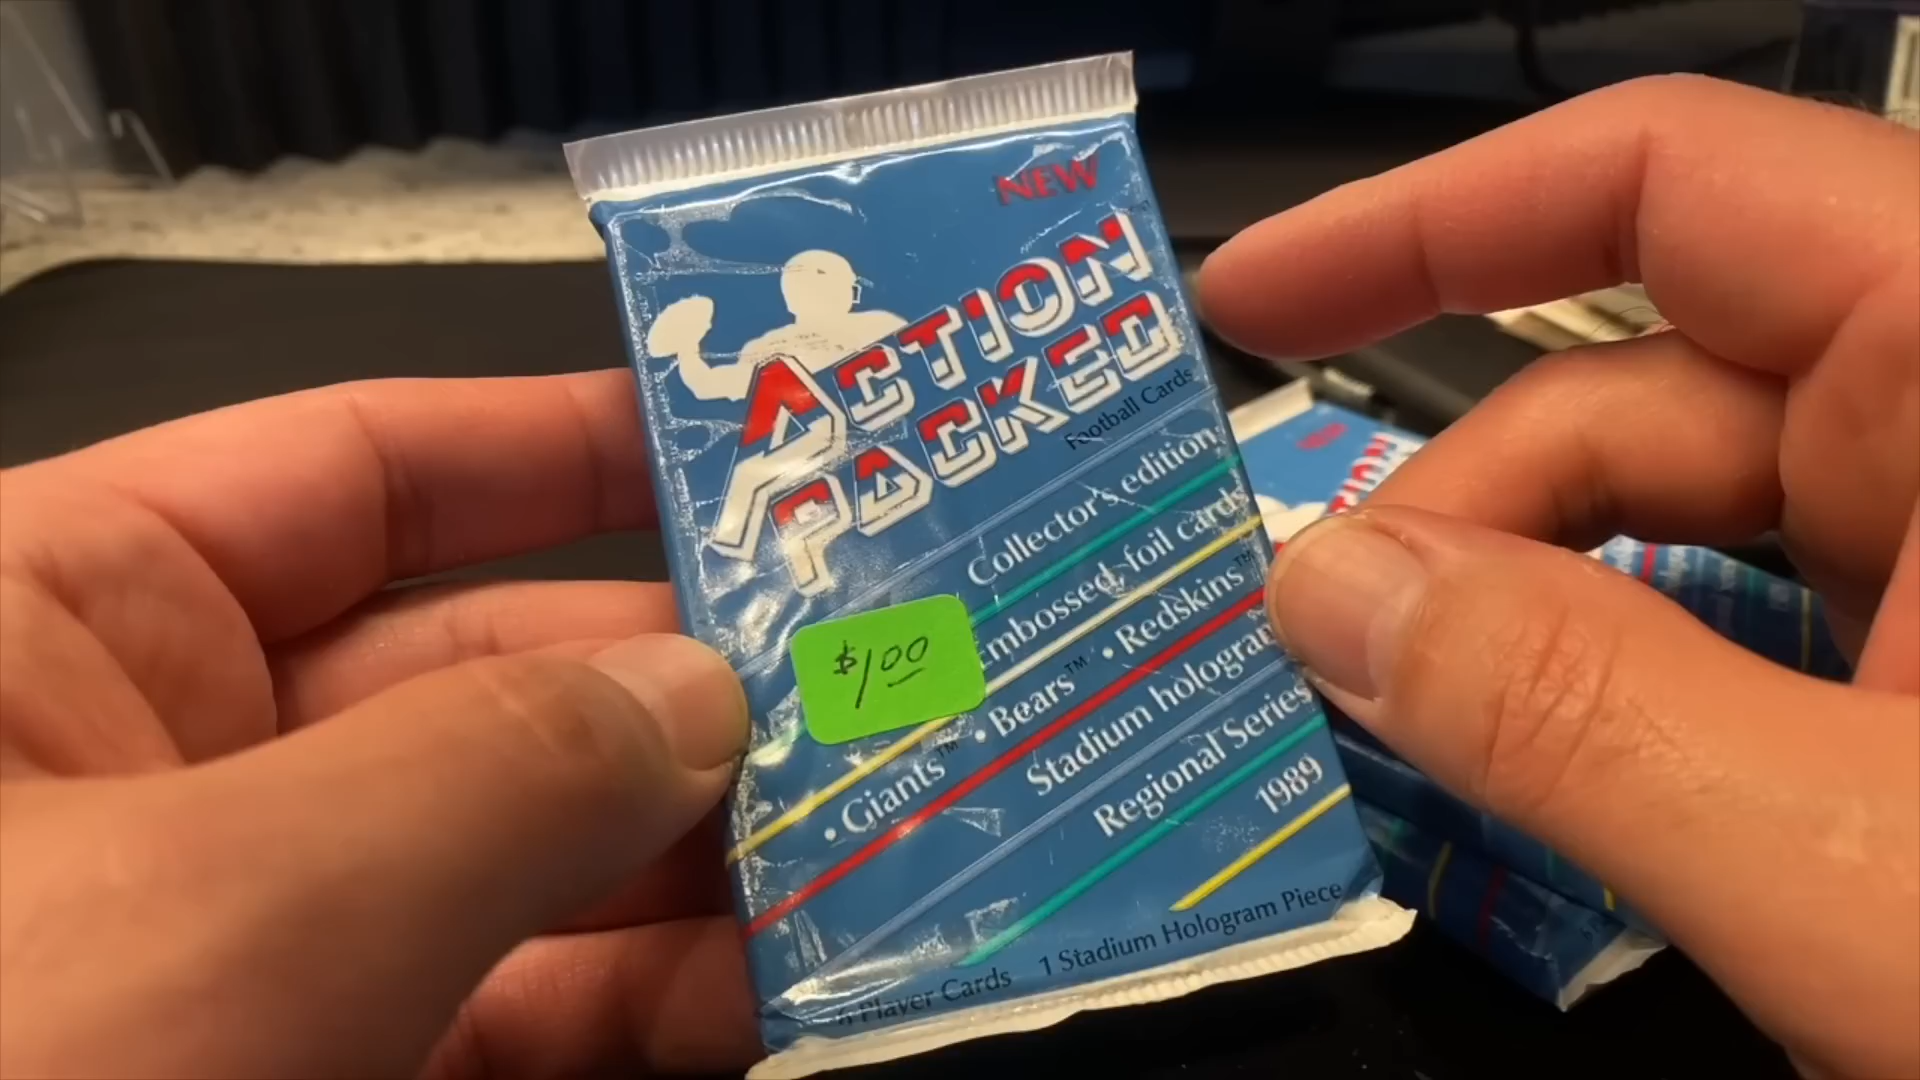 NEW
ACTION
PACKED
Football Cards
Collector's edition
Embossed, foil cards
• Giants™ • Bears™ • Redskins™
Stadium hologram
Regional Series
1989
$1.00
Player Cards 1 Stadium Hologram Piece
NEW